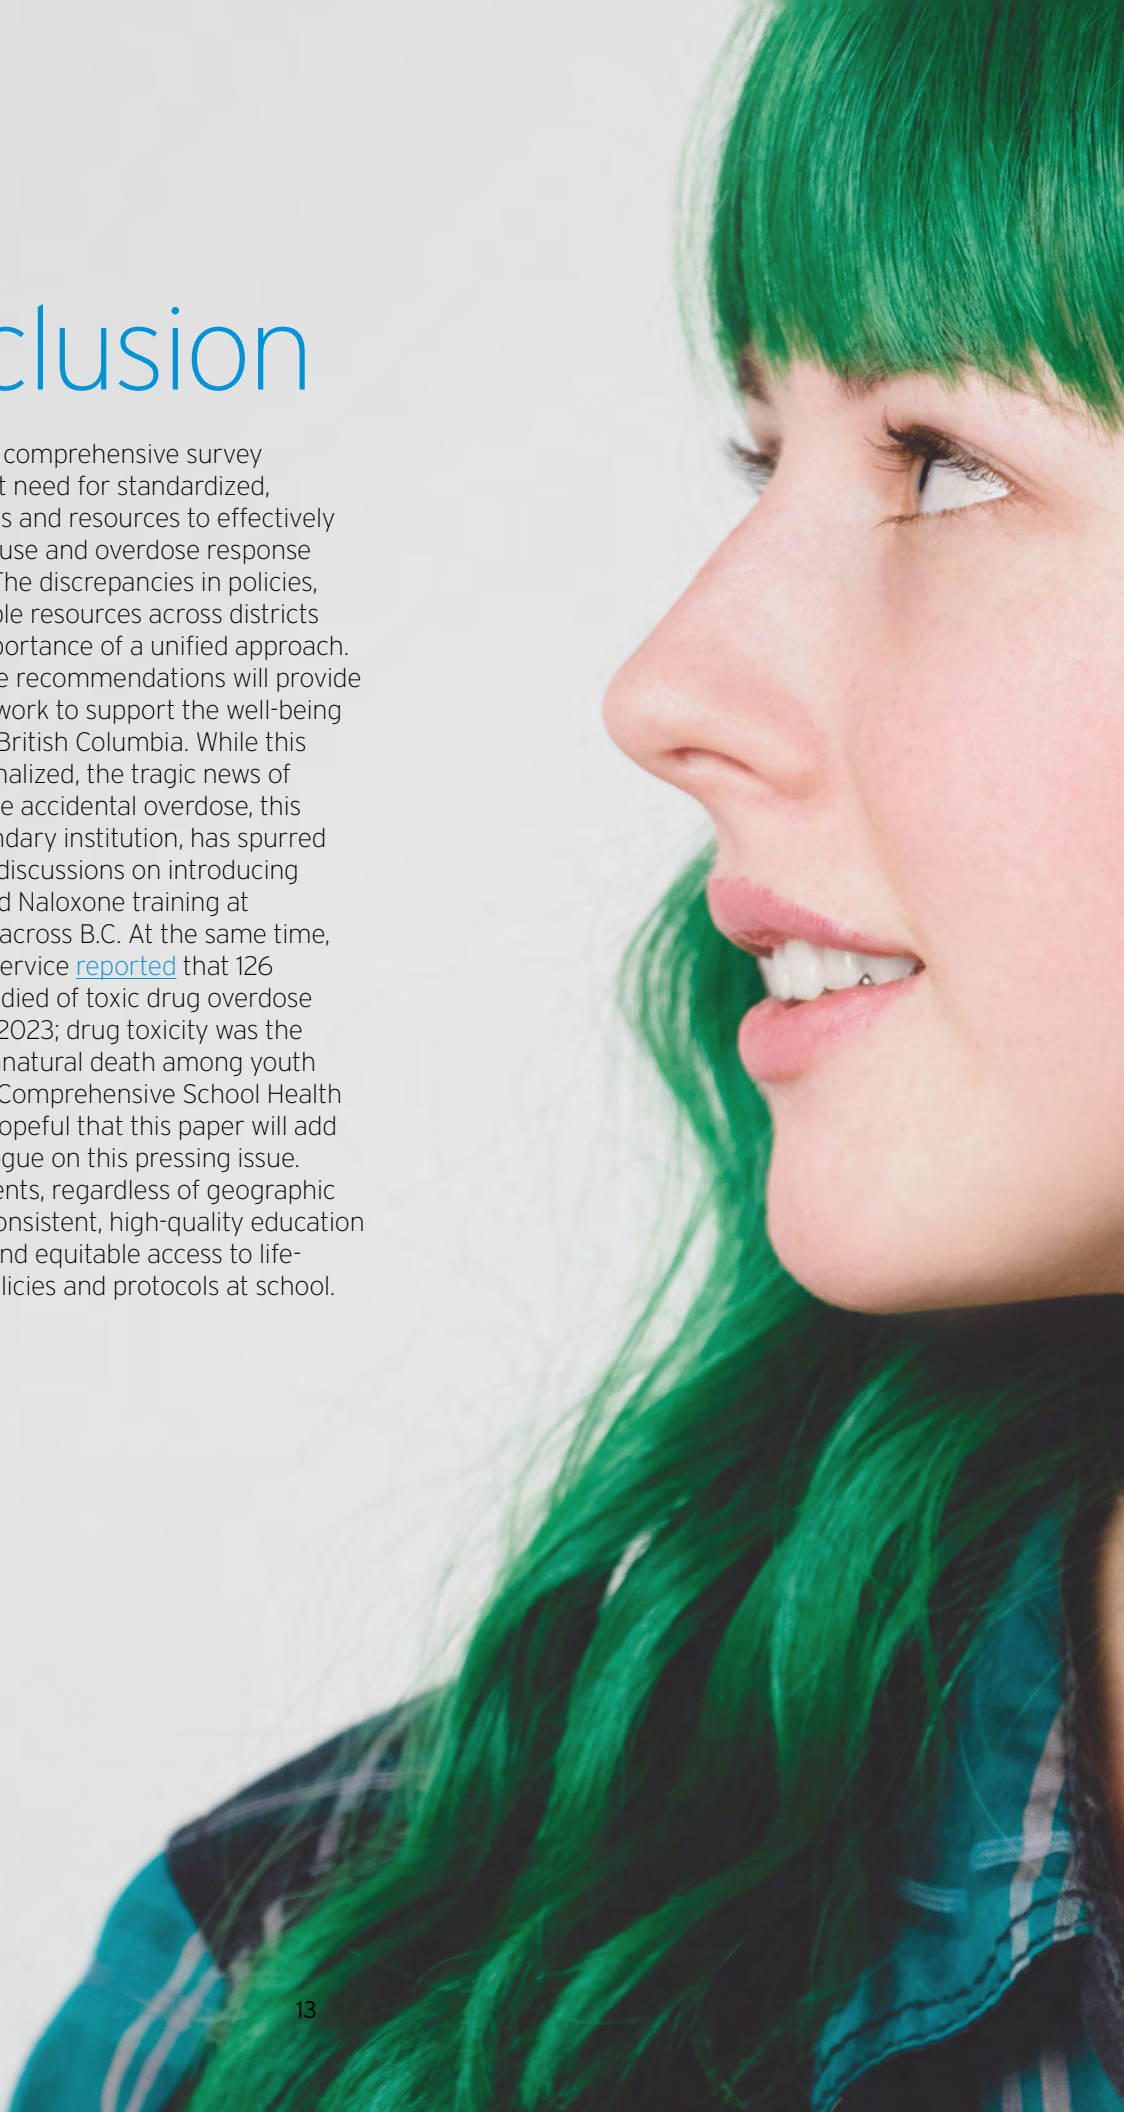 clusion
comprehensive survey
t need for standardized,
s and resources to effectively
use and overdose response
The discrepancies in policies,
ble resources across districts
portance of a unified approach.
e recommendations will provide
work to support the well-being
British Columbia. While this
nalized, the tragic news of
e accidental overdose, this
ndary institution, has spurred
discussions on introducing
d Naloxone training at
across B.C. At the same time,
ervice reported that 126
died of toxic drug overdose
2023; drug toxicity was the
nnatural death among youth
Comprehensive School Health
opeful that this paper will add
ogue on this pressing issue.
ents, regardless of geographic
onsistent, high-quality education
nd equitable access to life-
licies and protocols at school.
13